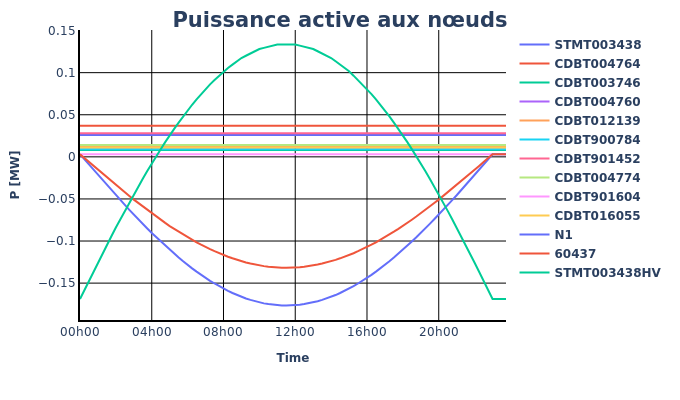 Puissance active aux nœuds
0.15
0.1
0.05
0
−0.05
−0.1
−0.15
P [MW]
00h00 04h00 08h00 12h00 16h00 20h00
Time
STMT003438
CDBT004764
CDBT003746
CDBT004760
CDBT012139
CDBT900784
CDBT901452
CDBT004774
CDBT901604
CDBT016055
N1
60437
STMT003438HV